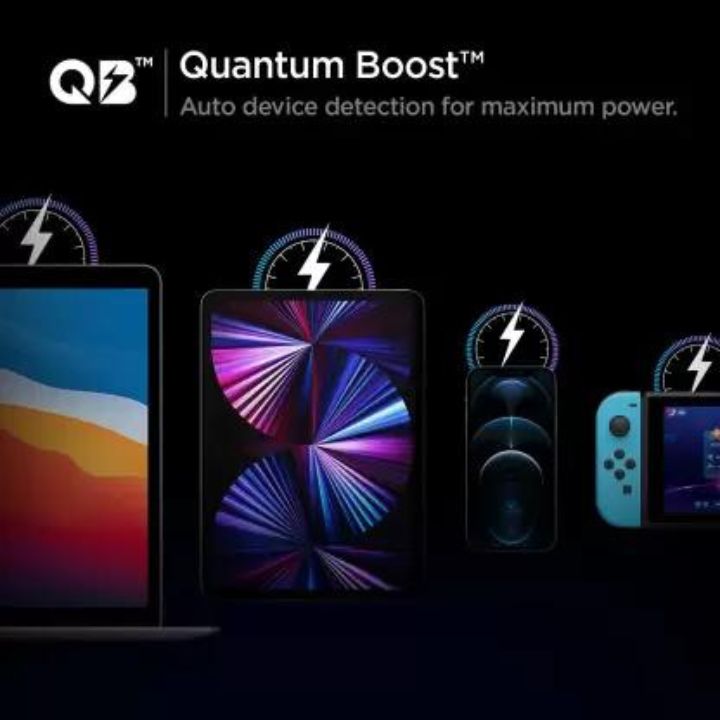 QB™
Quantum Boost™
Auto device detection for maximum power.